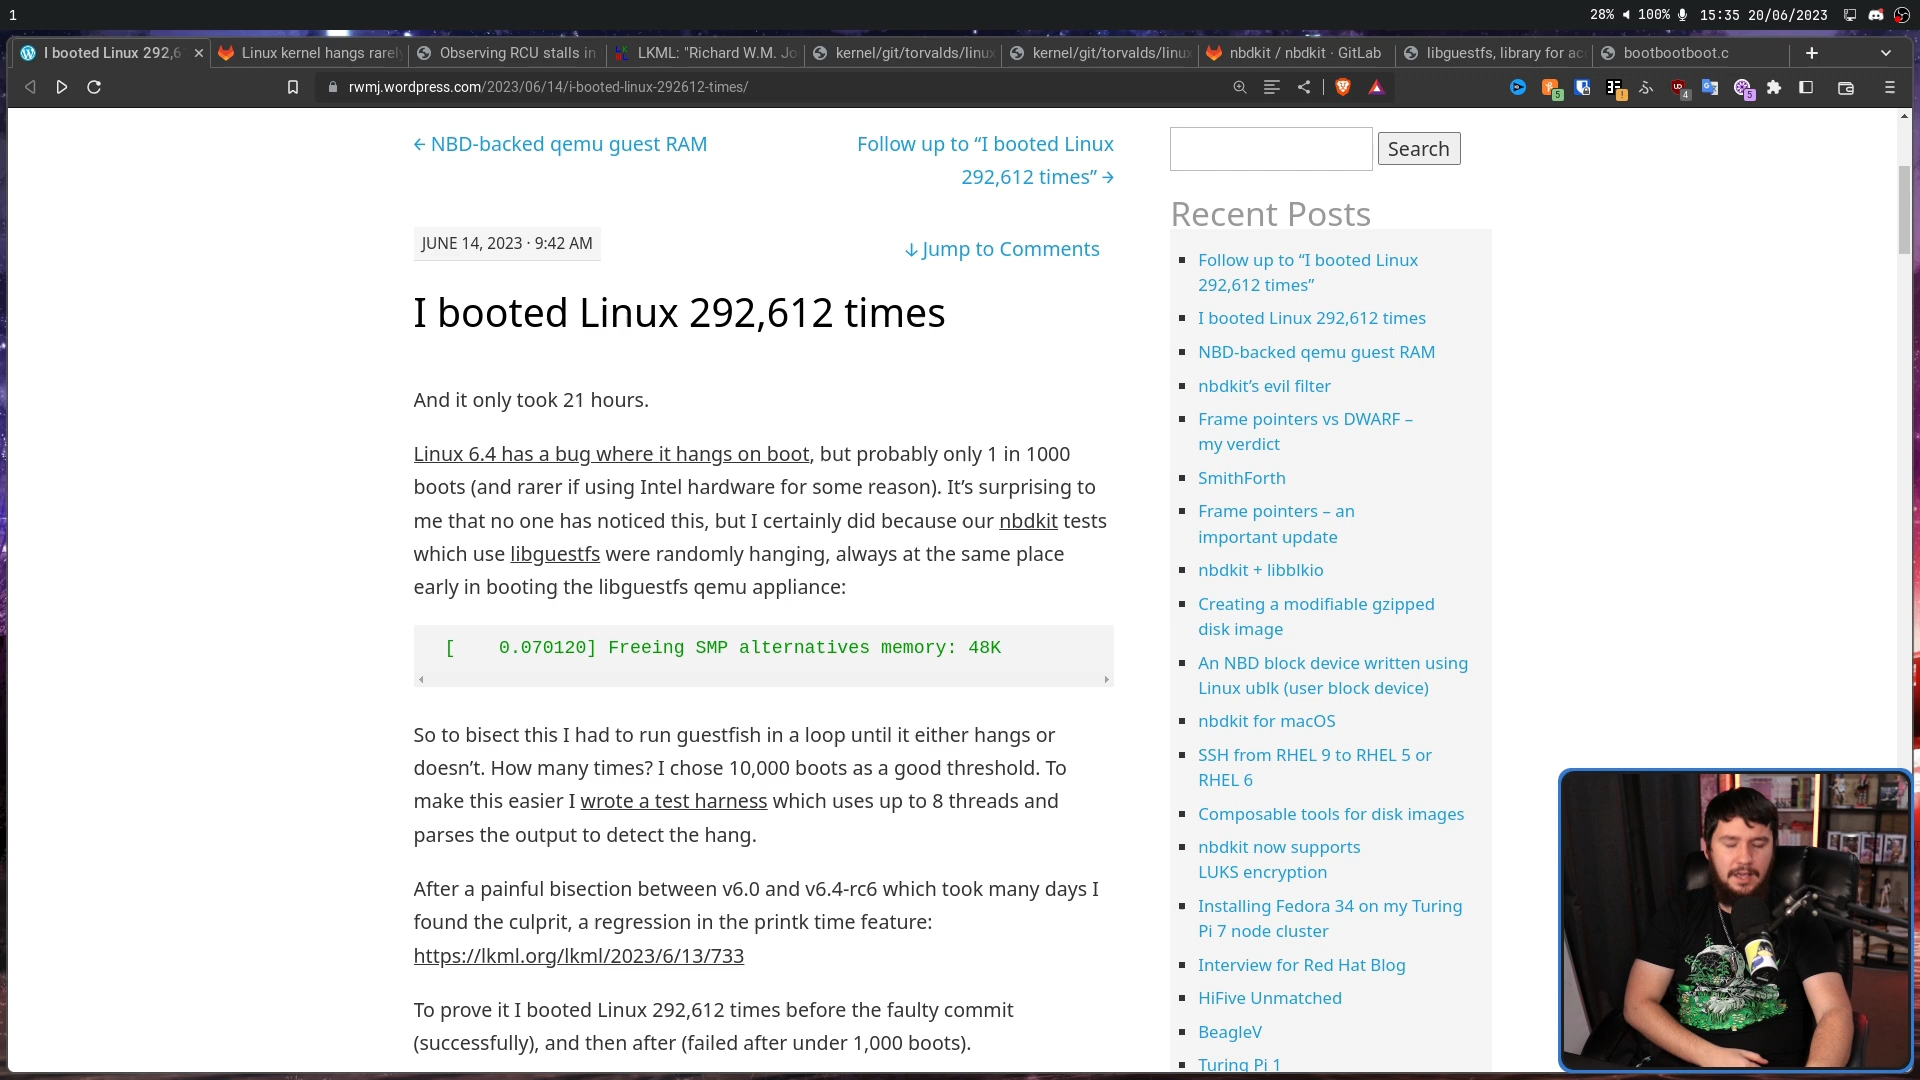 1
28% 100% 15:35 20/06/2023
I booted Linux 292,6
Linux kernel hangs rarely
Observing RCU stalls in
LKML: "Richard W.M. Jo
kernel/git/torvalds/linux
kernel/git/torvalds/linux
nbdkit / nbdkit · GitLab
libguestfs, library for acc
bootbootboot.c
rwmj.wordpress.com/2023/06/14/i-booted-linux-292612-times/
← NBD-backed qemu guest RAM
Follow up to “I booted Linux
292,612 times” →
JUNE 14, 2023 · 9:42 AM
↓ Jump to Comments
I booted Linux 292,612 times
And it only took 21 hours.
Linux 6.4 has a bug where it hangs on boot, but probably only 1 in 1000
boots (and rarer if using Intel hardware for some reason). It’s surprising to
me that no one has noticed this, but I certainly did because our nbdkit tests
which use libguestfs were randomly hanging, always at the same place
early in booting the libguestfs qemu appliance:
[    0.070120] Freeing SMP alternatives memory: 48K
So to bisect this I had to run guestfish in a loop until it either hangs or
doesn’t. How many times? I chose 10,000 boots as a good threshold. To
make this easier I wrote a test harness which uses up to 8 threads and
parses the output to detect the hang.
After a painful bisection between v6.0 and v6.4-rc6 which took many days I
found the culprit, a regression in the printk time feature:
https://lkml.org/lkml/2023/6/13/733
To prove it I booted Linux 292,612 times before the faulty commit
(successfully), and then after (failed after under 1,000 boots).
Search
Recent Posts
Follow up to “I booted Linux
292,612 times”
I booted Linux 292,612 times
NBD-backed qemu guest RAM
nbdkit’s evil filter
Frame pointers vs DWARF –
my verdict
SmithForth
Frame pointers – an
important update
nbdkit + libblkio
Creating a modifiable gzipped
disk image
An NBD block device written using
Linux ublk (user block device)
nbdkit for macOS
SSH from RHEL 9 to RHEL 5 or
RHEL 6
Composable tools for disk images
nbdkit now supports
LUKS encryption
Installing Fedora 34 on my Turing
Pi 7 node cluster
Interview for Red Hat Blog
HiFive Unmatched
BeagleV
Turing Pi 1